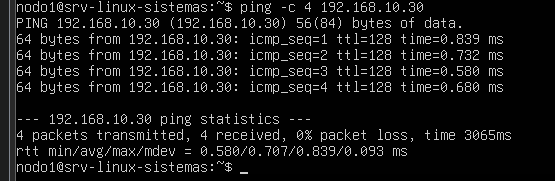 nodo1@srv-linux-sistemas:~$ ping -c 4 192.168.10.30
PING 192.168.10.30 (192.168.10.30) 56(84) bytes of data.
64 bytes from 192.168.10.30: icmp_seq=1 ttl=128 time=0.839 ms
64 bytes from 192.168.10.30: icmp_seq=2 ttl=128 time=0.732 ms
64 bytes from 192.168.10.30: icmp_seq=3 ttl=128 time=0.580 ms
64 bytes from 192.168.10.30: icmp_seq=4 ttl=128 time=0.680 ms
--- 192.168.10.30 ping statistics ---
4 packets transmitted, 4 received, 0% packet loss, time 3065ms
rtt min/avg/max/mdev = 0.580/0.707/0.839/0.093 ms
nodo1@srv-linux-sistemas:~$ _